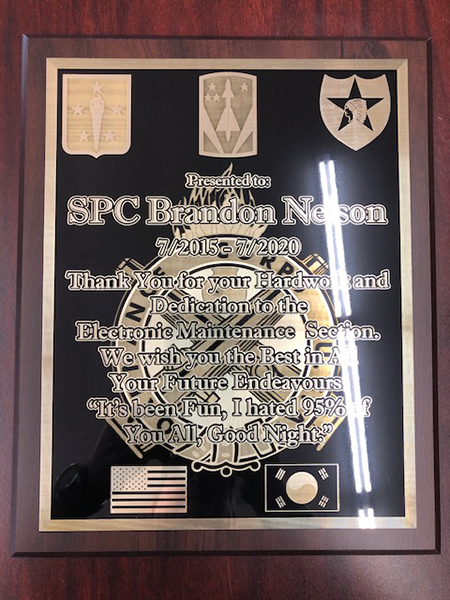 Presented to:
SPC Brandon Nelson
7/2015 - 7/2020
Thank You for your Hardwork and
Dedication to the
Electronic Maintenance Section.
We wish you the Best in All
Your Future Endeavours
“It's been Fun, I hated 95% of
You All, Good Night.”